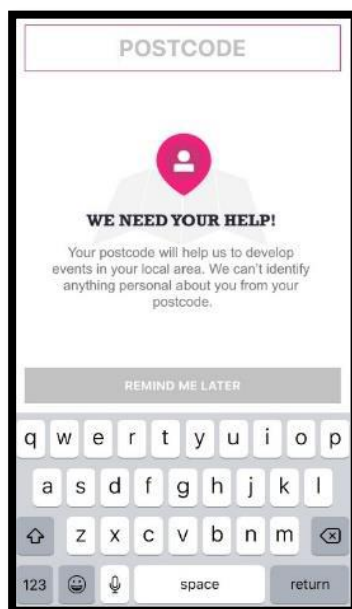 POSTCODE
WE NEED YOUR HELP!
Your postcode will help us to develop
events in your local area. We can't identify
anything personal about you from your
postcode.
REMIND ME LATER
q w e r t y u i o p
a s d f g h j k l
z x c v b n m
123 space return